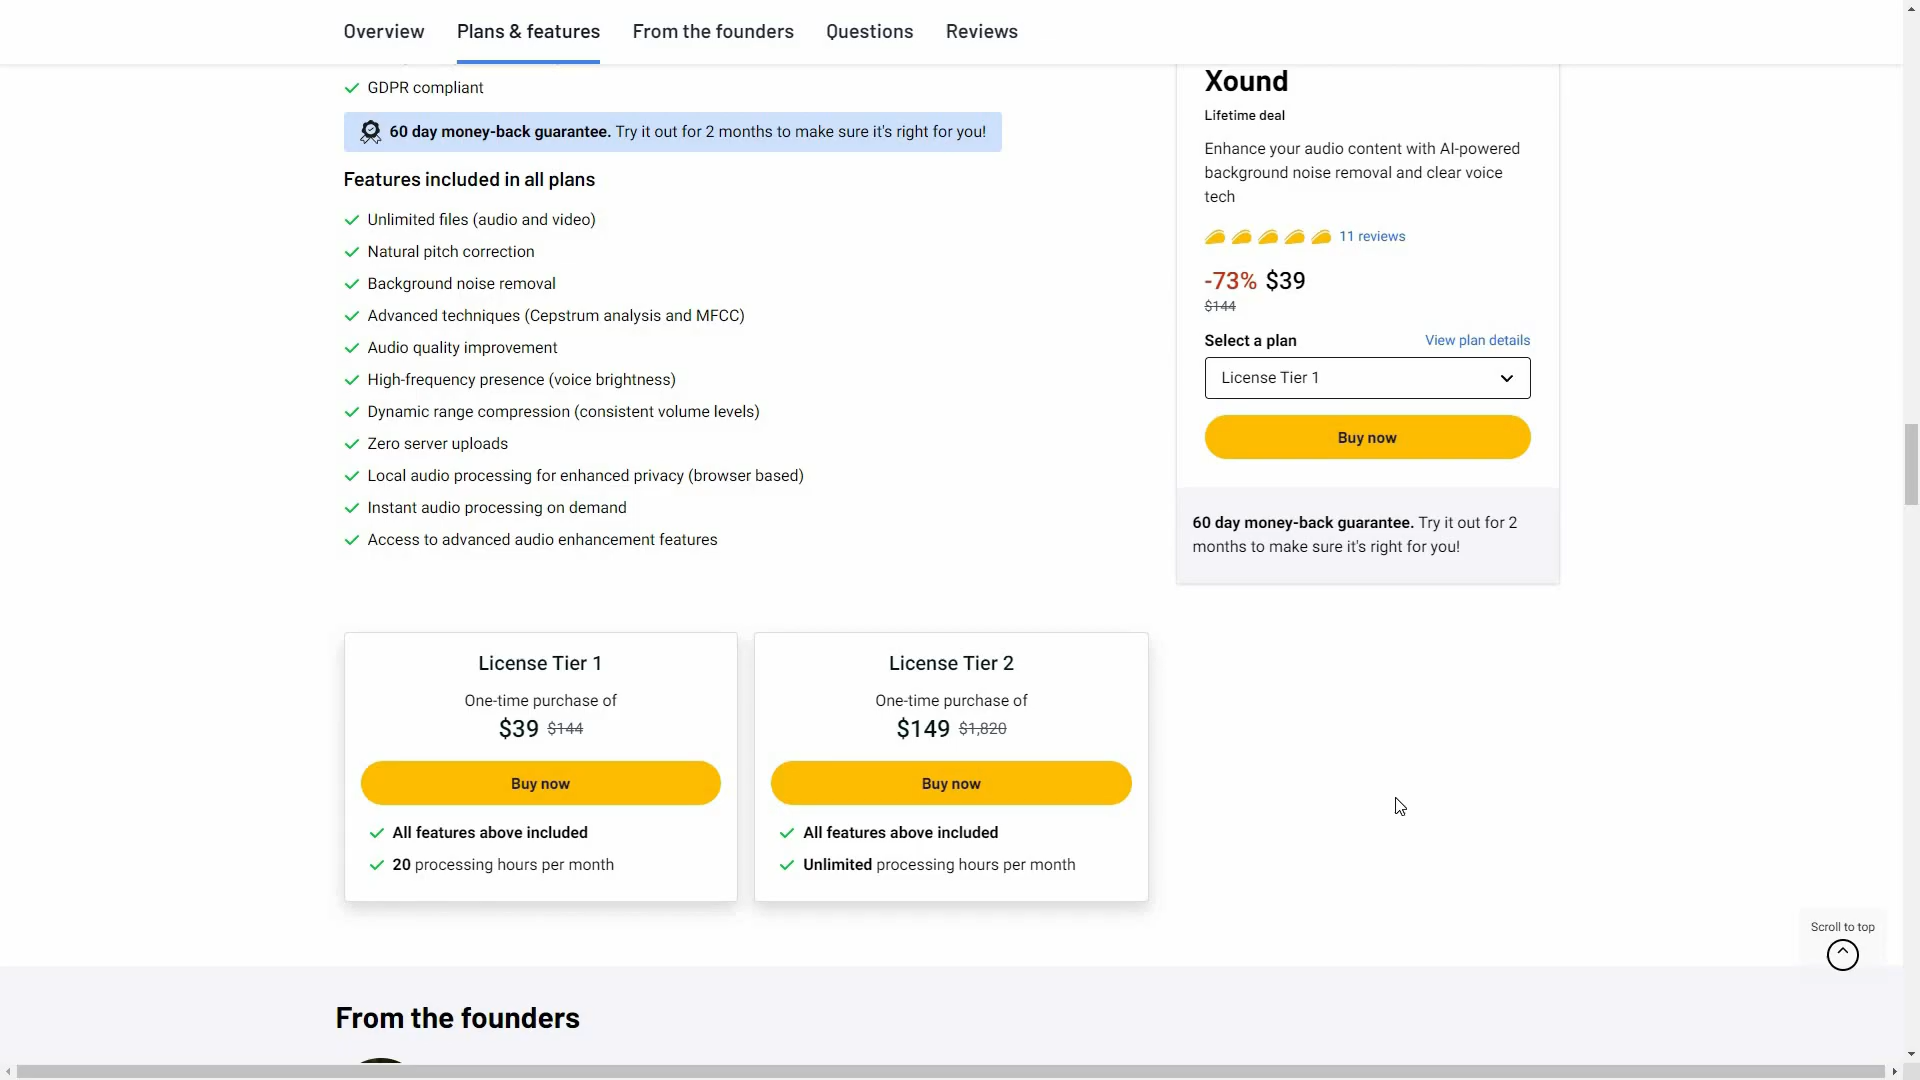 Overview
Plans & features
From the founders
Questions
Reviews
GDPR compliant
60 day money-back guarantee. Try it out for 2 months to make sure it's right for you!
Features included in all plans
Unlimited files (audio and video)
Natural pitch correction
Background noise removal
Advanced techniques (Cepstrum analysis and MFCC)
Audio quality improvement
High-frequency presence (voice brightness)
Dynamic range compression (consistent volume levels)
Zero server uploads
Local audio processing for enhanced privacy (browser based)
Instant audio processing on demand
Access to advanced audio enhancement features
Xound
Lifetime deal
Enhance your audio content with AI-powered
background noise removal and clear voice
tech
11 reviews
-73% $39
$144
Select a plan
View plan details
License Tier 1
Buy now
60 day money-back guarantee. Try it out for 2
months to make sure it's right for you!
License Tier 1
One-time purchase of
$39 $144
Buy now
All features above included
20 processing hours per month
License Tier 2
One-time purchase of
$149 $1,820
Buy now
All features above included
Unlimited processing hours per month
Scroll to top
From the founders